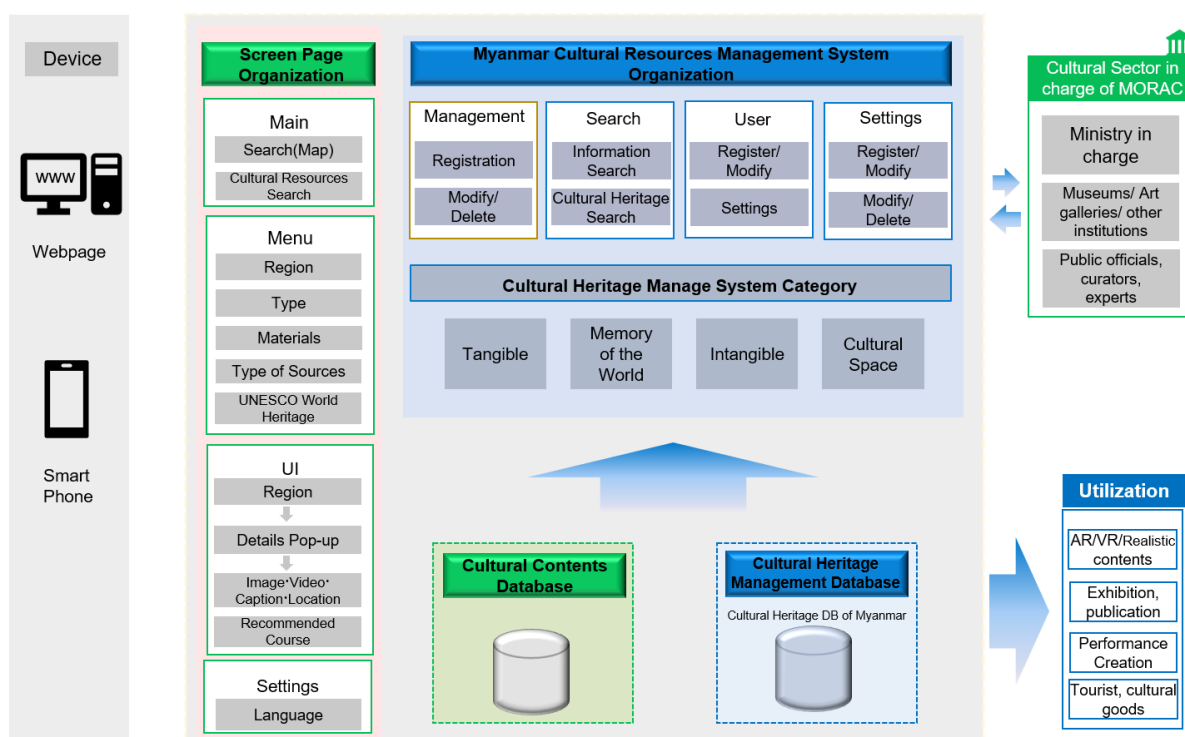 Device
www
Webpage
Smart
Phone
Screen Page
Organization
Main
Search(Map)
Cultural Resources
Search
Menu
Region
Type
Materials
Type of Sources
UNESCO World
Heritage
UI
Region
Details Pop-up
Image·Video·
Caption·Location
Recommended
Course
Settings
Language
Myanmar Cultural Resources Management System
Organization
Management
Registration
Modify/
Delete
Search
Information
Search
Cultural Heritage
Search
User
Register/
Modify
Settings
Settings
Register/
Modify
Modify/
Delete
Cultural Heritage Manage System Category
Tangible
Memory
of the
World
Intangible
Cultural
Space
Cultural Contents
Database
Cultural Heritage
Management Database
Cultural Heritage DB of Myanmar
Cultural Sector in
charge of MORAC
Ministry in
charge
Museums/ Art
galleries/ other
institutions
Public officials,
curators,
experts
Utilization
AR/VR/Realistic
contents
Exhibition,
publication
Performance
Creation
Tourist, cultural
goods